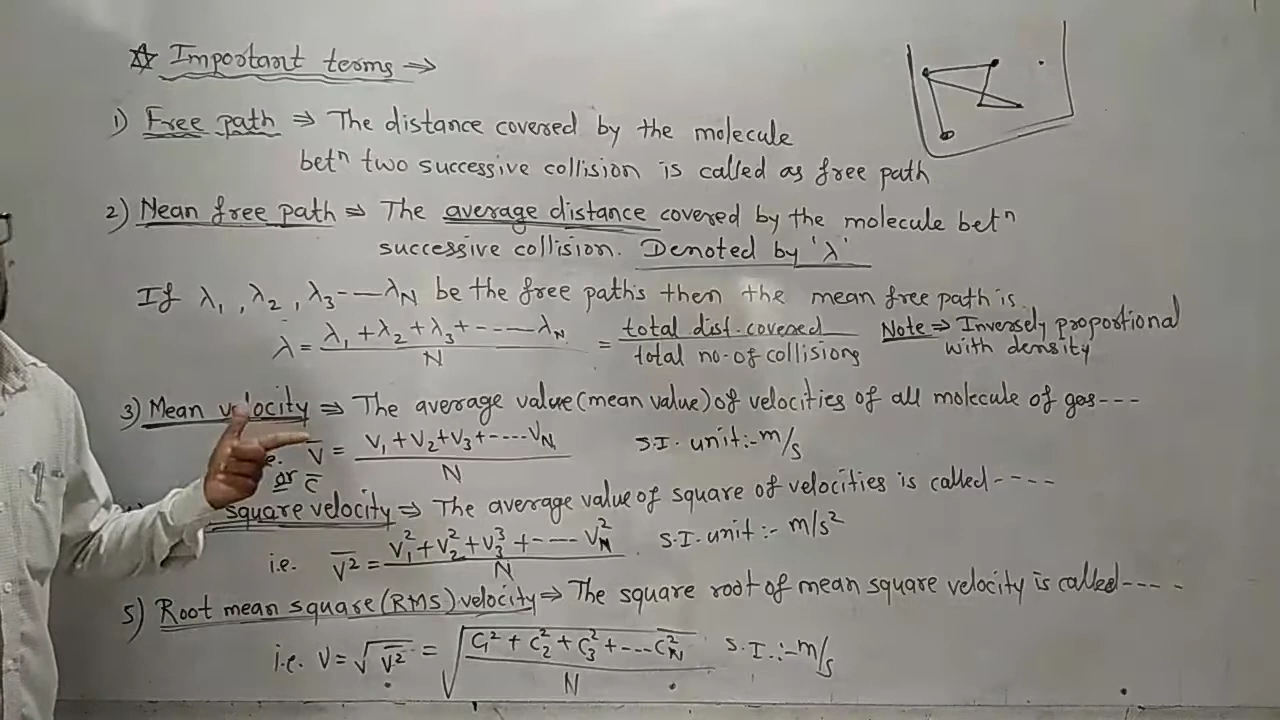 ☆ Important terms →
1) Free path ⇒ The distance covered by the molecule
betⁿ two successive collision is called as free path
2) Nean free path ⇒ The average distance covered by the molecule betⁿ
successive collision. Denoted by 'λ'
If λ₁, λ₂, λ₃-—λN be the free paths then the mean free path is.
λ = (λ₁ + λ₂ + λ₃ + ----- λN) / N = total dist. covered / total no. of collisions
Note ⇒ Inversely proportional
with density
3) Mean velocity ⇒ The average value (mean value) of velocities of all molecule of gas ---
v̅ = (v₁ + v₂ + v₃ + ----- vN) / N S.I. unit:- m/s
or c̅
square velocity ⇒ The average value of square of velocities is called ----
i.e. v̅² = (v₁² + v₂² + v₃³ + --- vN²) / N S.I. unit:- m/s²
5) Root mean square (RMS) velocity ⇒ The square root of mean square velocity is called ----
i.e. v = √v̅² = √((C₁² + C₂² + C₃² + ---- CN²) / N) S.I.:- m/s